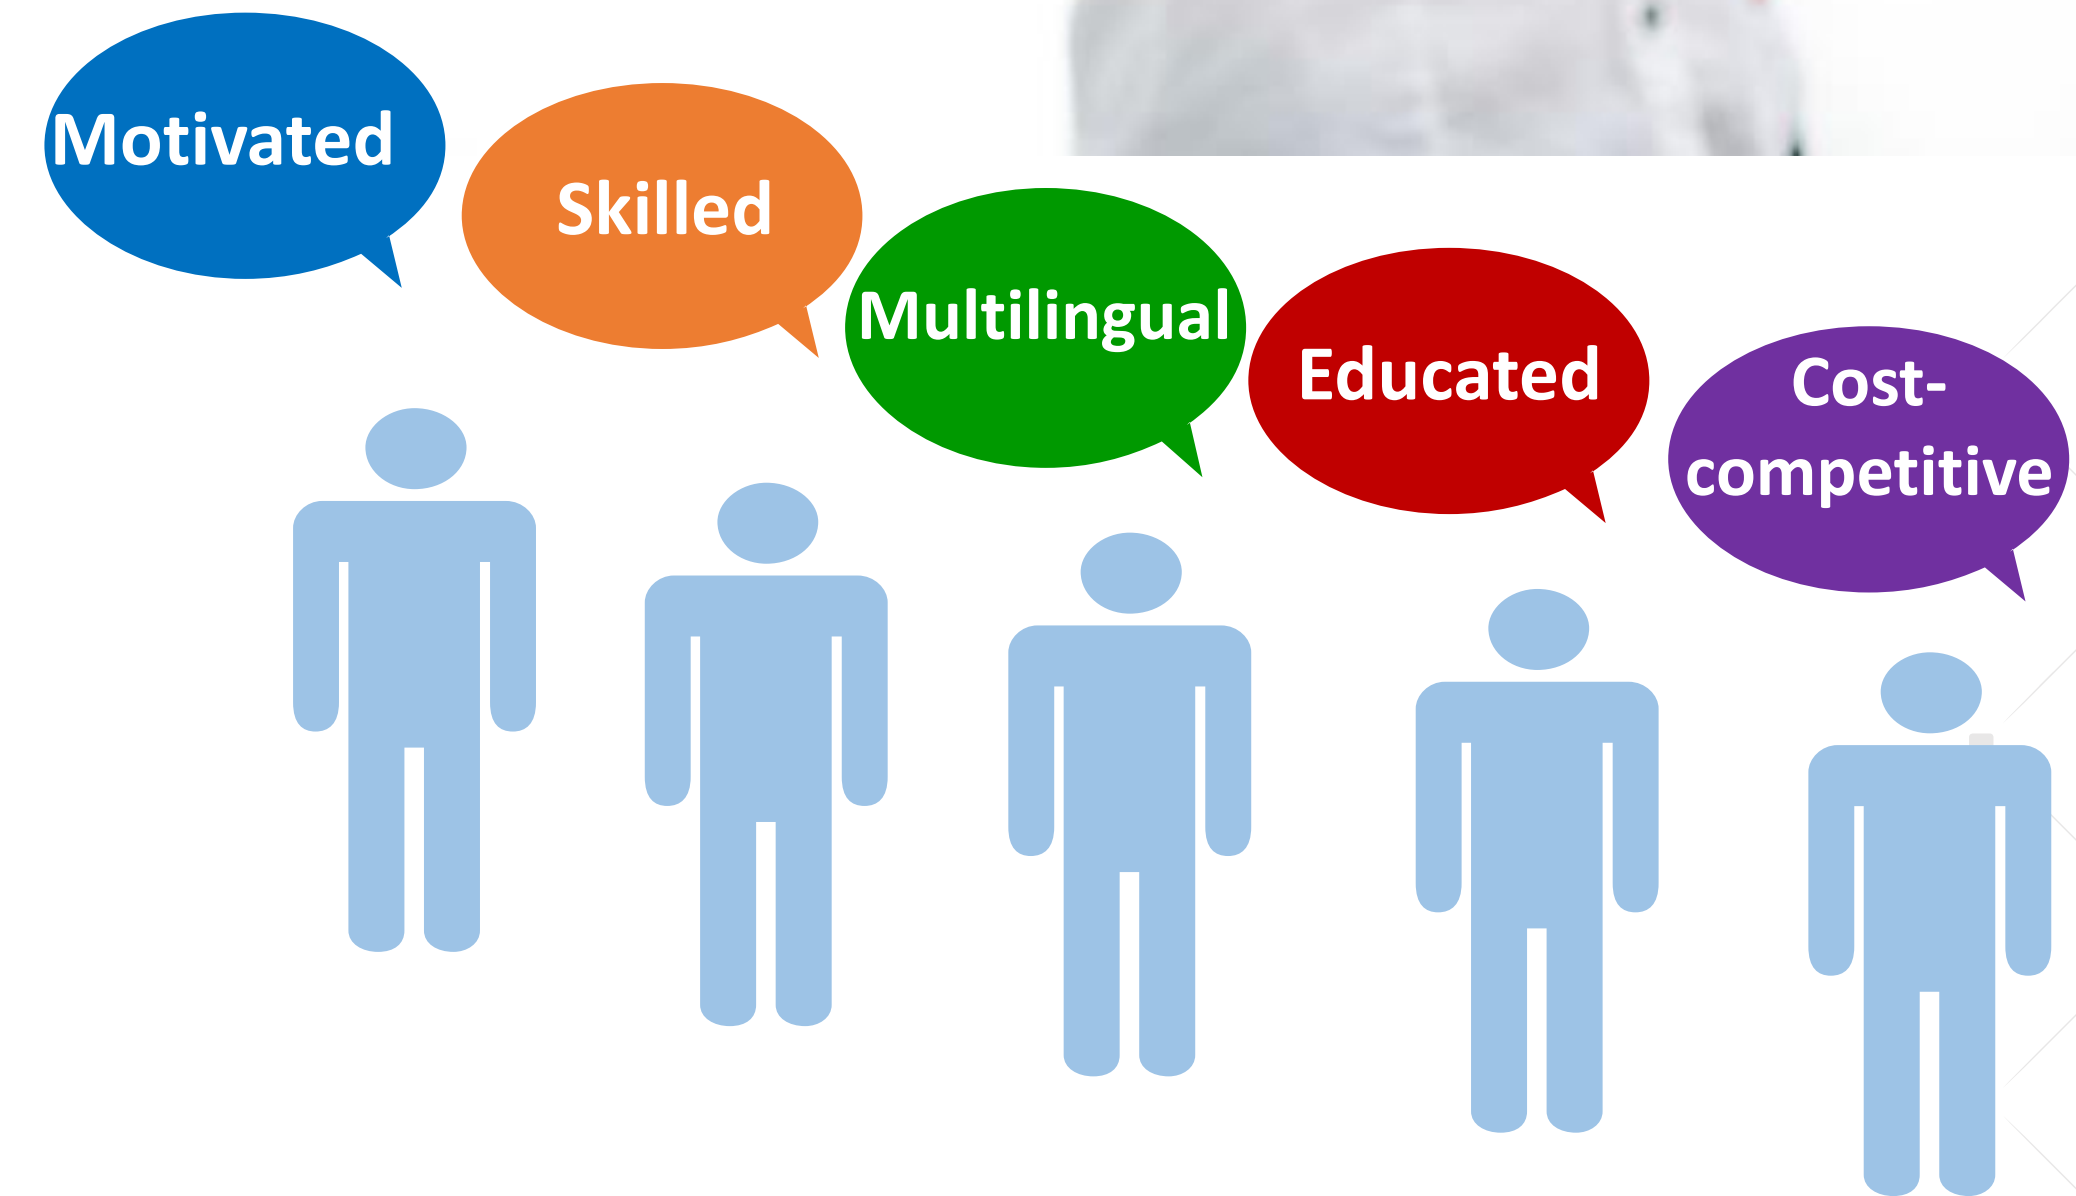 Motivated
Skilled
Multilingual
Educated
Cost-
competitive